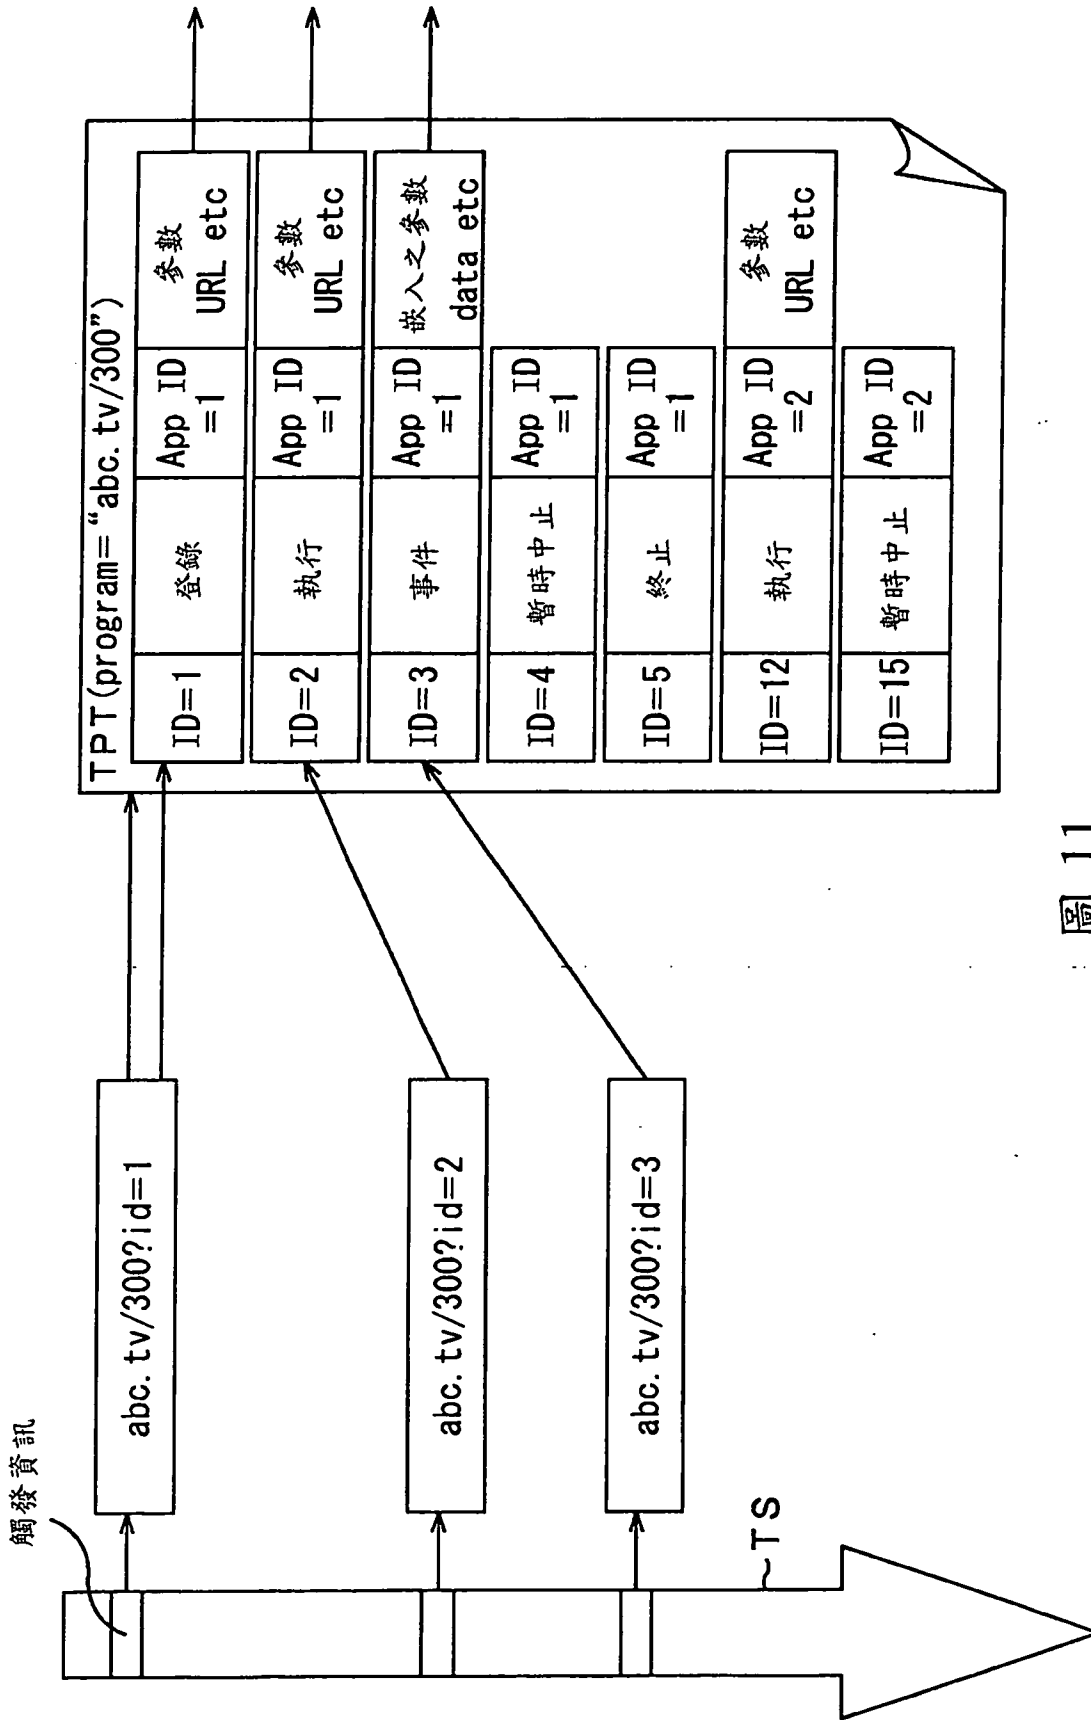 觸發資訊
abc.tv/300?id=1
abc.tv/300?id=2
abc.tv/300?id=3
TS
TPT(program=“abc.tv/300”)
ID=1
登錄
App ID
=1
參數
URL etc
ID=2
執行
App ID
=1
參數
URL etc
ID=3
事件
App ID
=1
嵌入之參數
data etc
ID=4
暫時中止
App ID
=1
ID=5
終止
App ID
=1
ID=12
執行
App ID
=2
參數
URL etc
ID=15
暫時中止
App ID
=2
圖 11